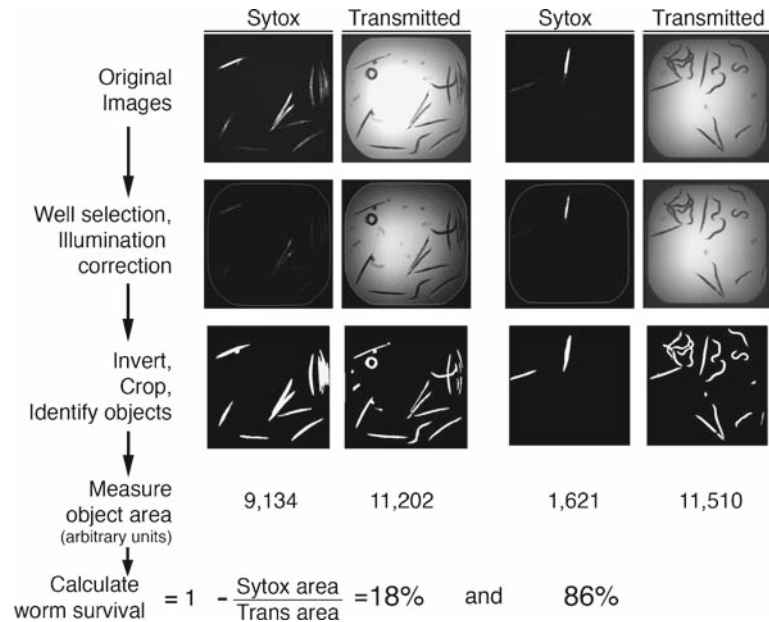 Sytox Transmitted Sytox Transmitted
Original
Images
Well selection,
Illumination
correction
Invert,
Crop,
Identify objects
Measure
object area
(arbitrary units)
9,134 11,202 1,621 11,510
Calculate
worm survival
= 1 - Sytox area
Trans area
=18% and 86%